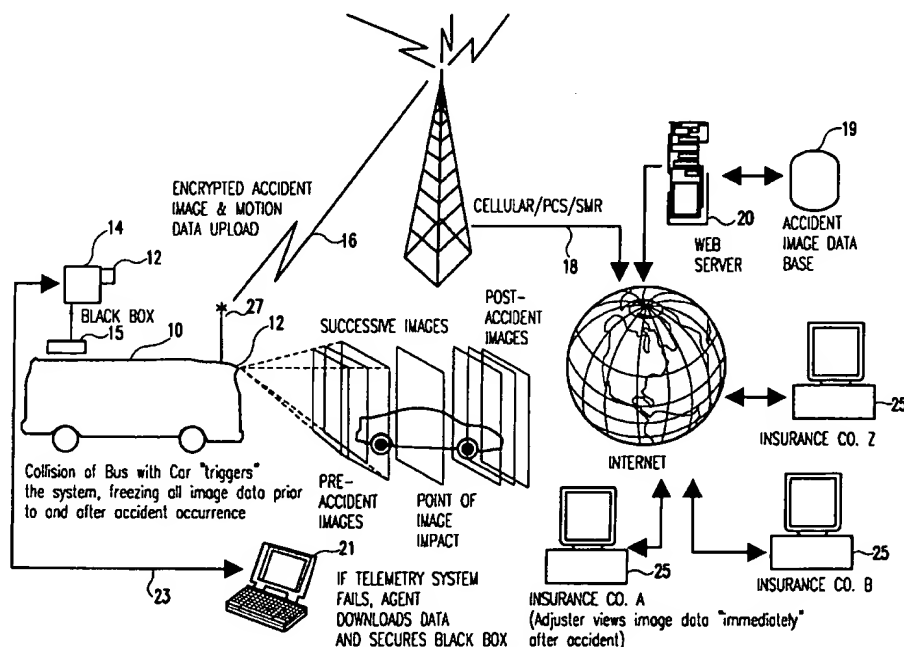 19
ENCRYPTED ACCIDENT
IMAGE & MOTION
DATA UPLOAD
CELLULAR/PCS/SMR
20
14
12
16
18
WEB
SERVER
ACCIDENT
IMAGE DATA
BASE
BLACK BOX
15
10
27
12
SUCCESSIVE IMAGES
POST-
ACCIDENT
IMAGES
25
INSURANCE CO. Z
INTERNET
Collision of Bus with Car "triggers"
the system, freezing all image data prior
to and after accident occurrence
PRE-
ACCIDENT
IMAGES
POINT OF
IMAGE
IMPACT
21
23
IF TELEMETRY SYSTEM
FAILS, AGENT
DOWNLOADS DATA
AND SECURES BLACK BOX
25
25
INSURANCE CO. A
(Adjuster views image data "immediately"
after accident)
INSURANCE CO. B